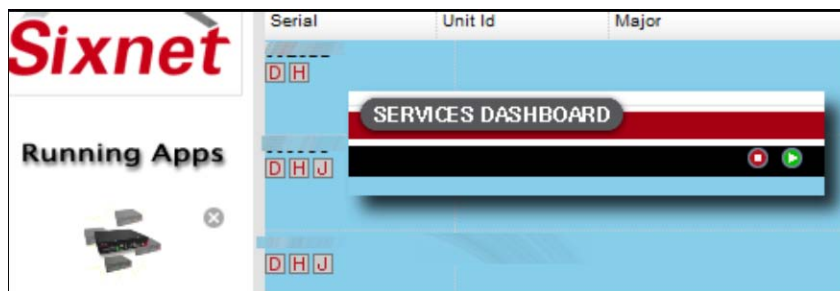 Serial Unit Id Major
Sixnet
D H
SERVICES DASHBOARD
Running Apps
D H J
D H J